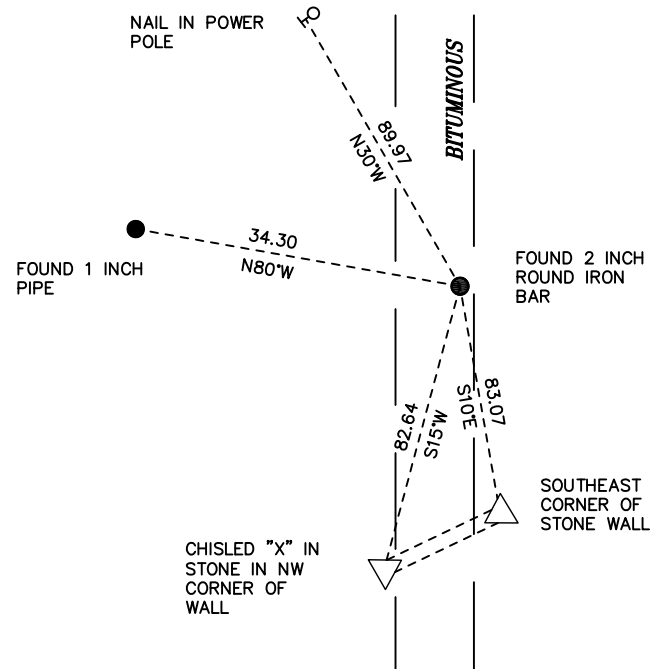 NAIL IN POWER
POLE
BITUMINOUS
89.97
N30°W
34.30
N80°W
FOUND 1 INCH
PIPE
FOUND 2 INCH
ROUND IRON
BAR
82.64
S15°W
83.07
S10°E
SOUTHEAST
CORNER OF
STONE WALL
CHISLED "X" IN
STONE IN NW
CORNER OF
WALL